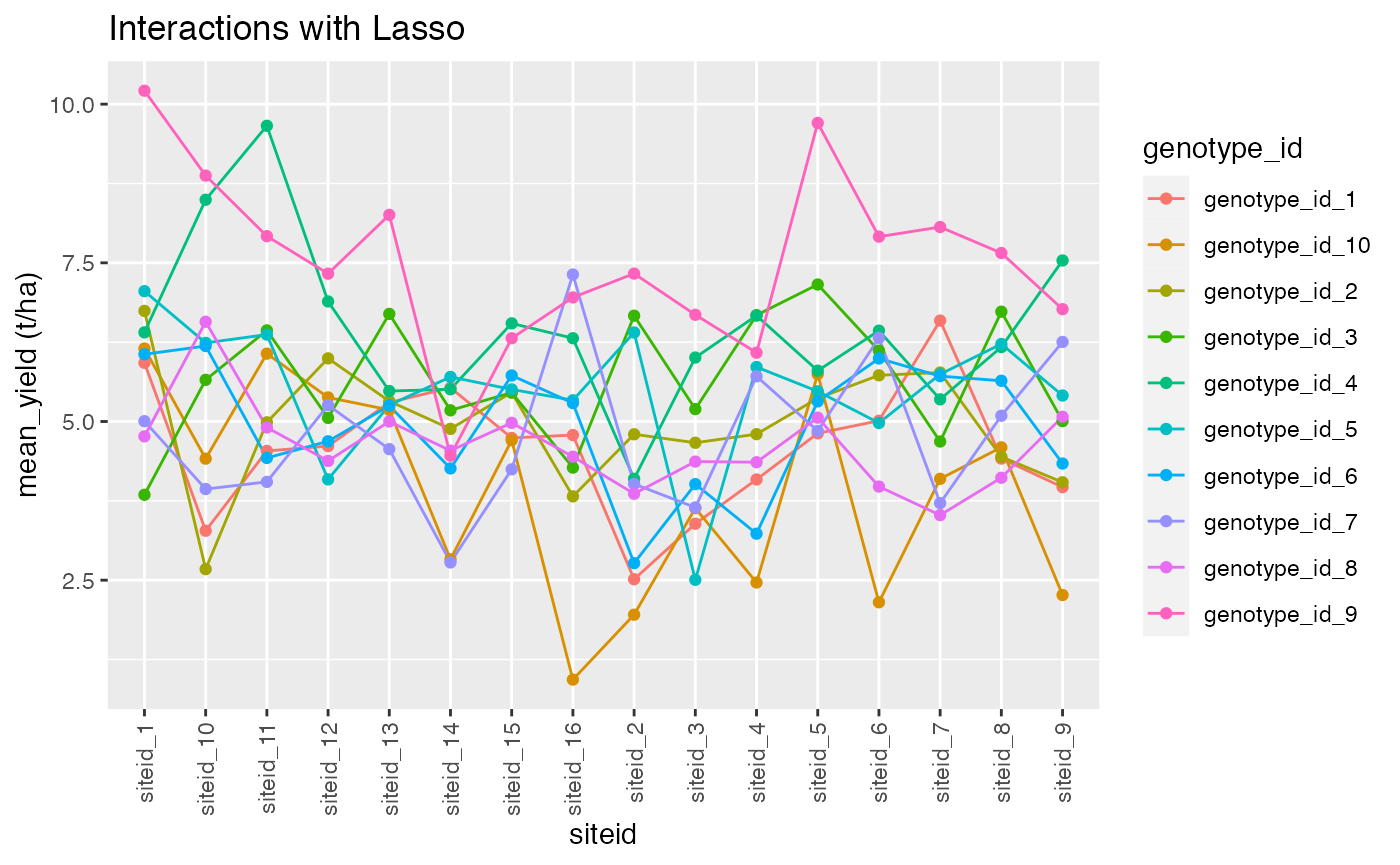 Interactions with Lasso
mean_yield (t/ha)
10.0
7.5
5.0
2.5
siteid_1
siteid_10
siteid_11
siteid_12
siteid_13
siteid_14
siteid_15
siteid_16
siteid_2
siteid_3
siteid_4
siteid_5
siteid_6
siteid_7
siteid_8
siteid_9
siteid
genotype_id
genotype_id_1
genotype_id_10
genotype_id_2
genotype_id_3
genotype_id_4
genotype_id_5
genotype_id_6
genotype_id_7
genotype_id_8
genotype_id_9